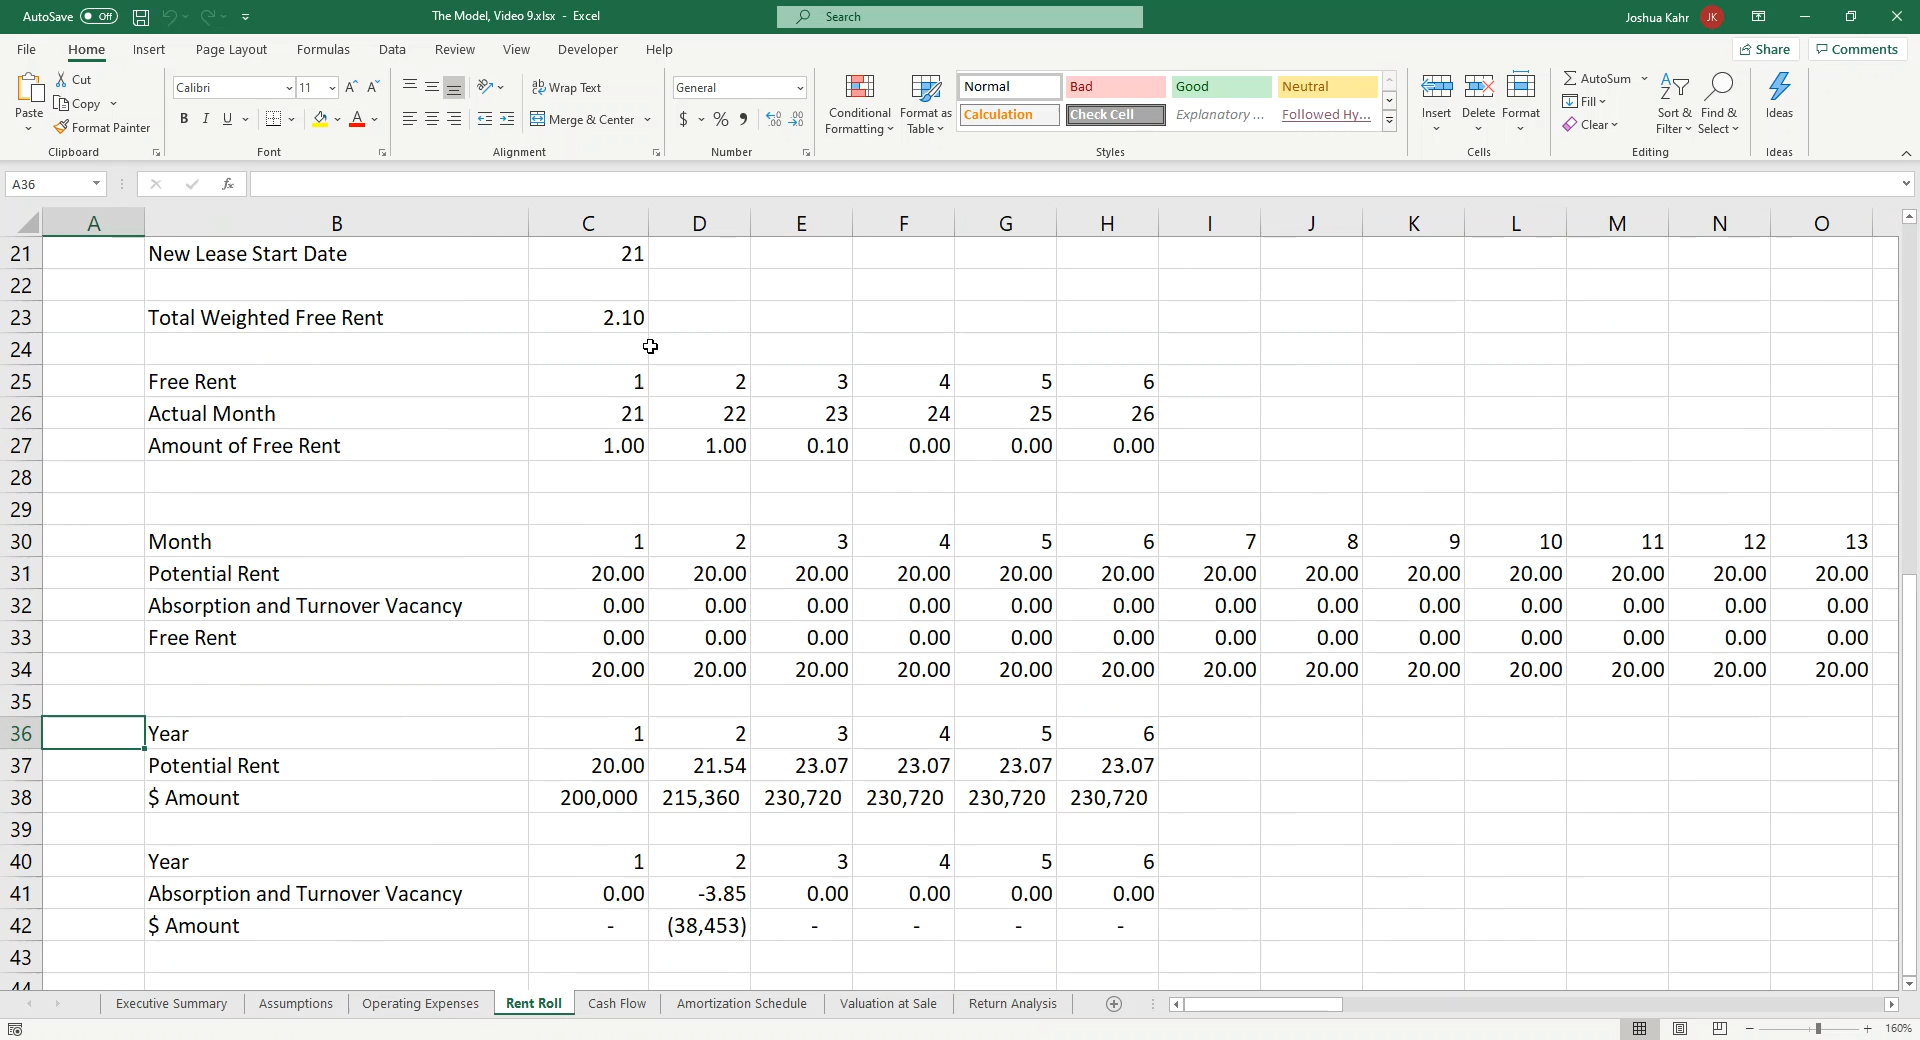 AutoSave Off The Model, Video 9.xlsx - Excel Search Joshua Kahr JK
File Home Insert Page Layout Formulas Data Review View Developer Help Share Comments
Paste Cut Copy Format Painter
Clipboard
Calibri 11 A A
B I U A
Font
Wrap Text
Merge & Center
Alignment
General
$ % 9 .00 .00
Number
Conditional Formatting Format as Table
Normal Bad Good Neutral
Calculation Check Cell Explanatory ... Followed Hy...
Styles
Insert Delete Format
Cells
AutoSum
Fill
Clear
Sort & Filter Find & Select
Editing
Ideas
Ideas
A36 fx
A B C D E F G H I J K L M N O
21 New Lease Start Date 21
22
23 Total Weighted Free Rent 2.10
24
25 Free Rent 1 2 3 4 5 6
26 Actual Month 21 22 23 24 25 26
27 Amount of Free Rent 1.00 1.00 0.10 0.00 0.00 0.00
28
29
30 Month 1 2 3 4 5 6 7 8 9 10 11 12 13
31 Potential Rent 20.00 20.00 20.00 20.00 20.00 20.00 20.00 20.00 20.00 20.00 20.00 20.00 20.00
32 Absorption and Turnover Vacancy 0.00 0.00 0.00 0.00 0.00 0.00 0.00 0.00 0.00 0.00 0.00 0.00 0.00
33 Free Rent 0.00 0.00 0.00 0.00 0.00 0.00 0.00 0.00 0.00 0.00 0.00 0.00 0.00
34 20.00 20.00 20.00 20.00 20.00 20.00 20.00 20.00 20.00 20.00 20.00 20.00 20.00
35
36 Year 1 2 3 4 5 6
37 Potential Rent 20.00 21.54 23.07 23.07 23.07 23.07
38 $ Amount 200,000 215,360 230,720 230,720 230,720 230,720
39
40 Year 1 2 3 4 5 6
41 Absorption and Turnover Vacancy 0.00 -3.85 0.00 0.00 0.00 0.00
42 $ Amount - (38,453) - - - -
43
44
Executive Summary Assumptions Operating Expenses Rent Roll Cash Flow Amortization Schedule Valuation at Sale Return Analysis
160%